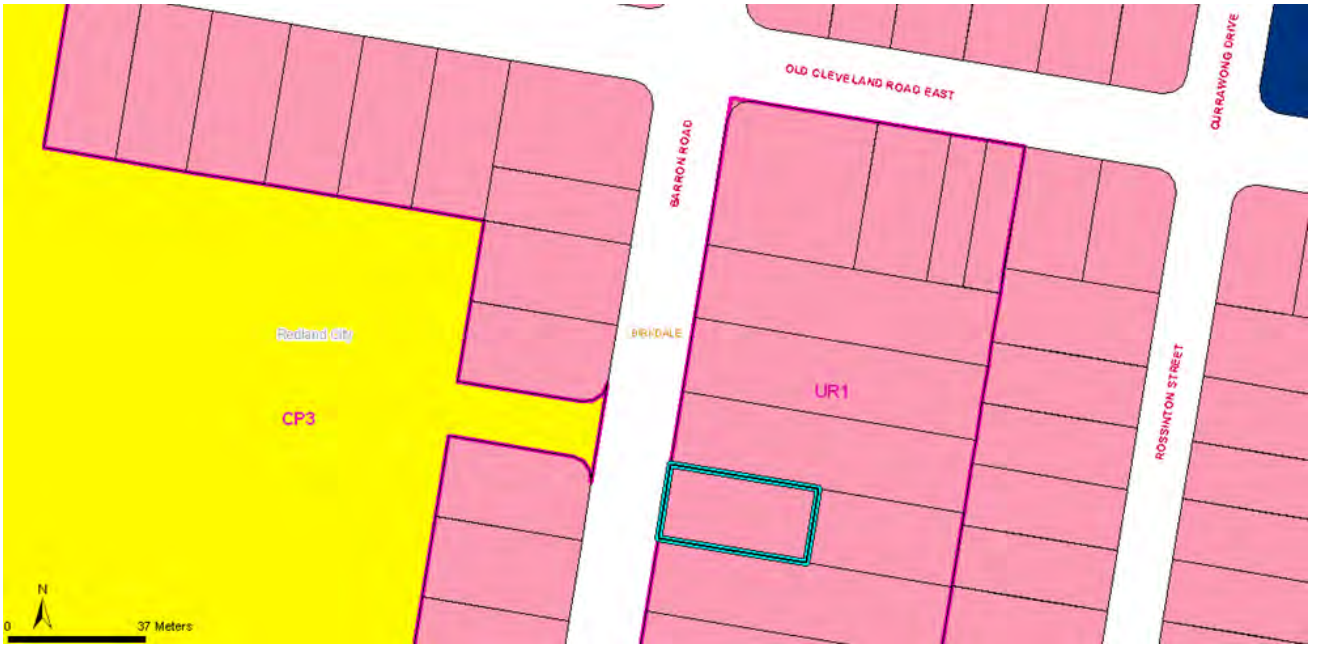 OLD CLEVELAND ROAD EAST
CURRAWONG DRIVE
BARRON ROAD
Redland City
BIRKDALE
ROSSINTON STREET
UR1
CP3
N
0
37 Meters